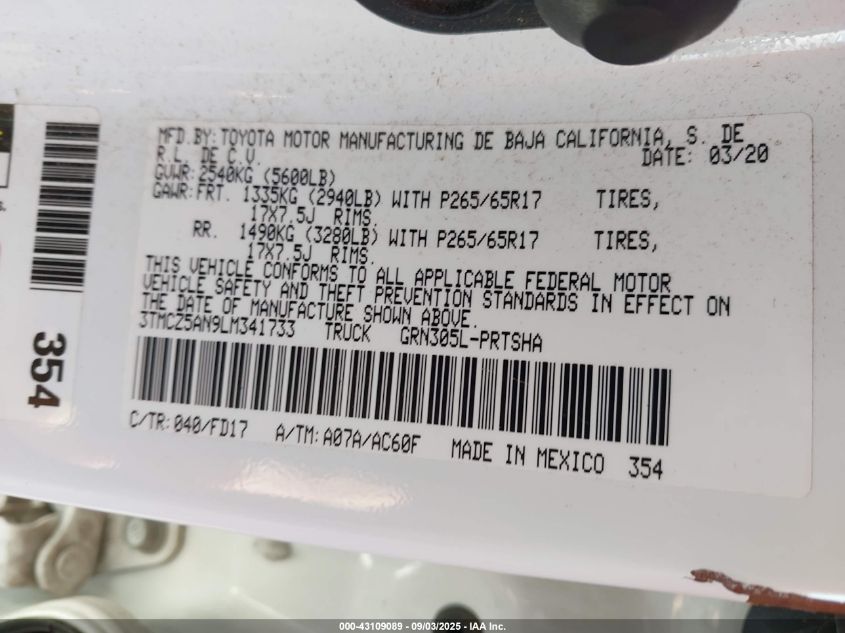 MFD.BY:TOYOTA MOTOR MANUFACTURING DE BAJA CALIFORNIA, S. DE
R.L. DE C.V. DATE: 03/20
GVWR:2540KG (5600LB)
GAWR:FRT. 1335KG (2940LB) WITH P265/65R17 TIRES,
17X7.5J RIMS.
RR. 1490KG (3280LB) WITH P265/65R17 TIRES,
17X7.5J RIMS.
THIS VEHICLE CONFORMS TO ALL APPLICABLE FEDERAL MOTOR
VEHICLE SAFETY AND THEFT PREVENTION STANDARDS IN EFFECT ON
THE DATE OF MANUFACTURE SHOWN ABOVE.
3TMCZ5AN9LM341733 TRUCK GRN305L-PRTSHA
C/TR:040/FD17 A/TM:A07A/AC60F MADE IN MEXICO 354
354
s.
000-43109089 - 09/03/2025 - IAA Corp.